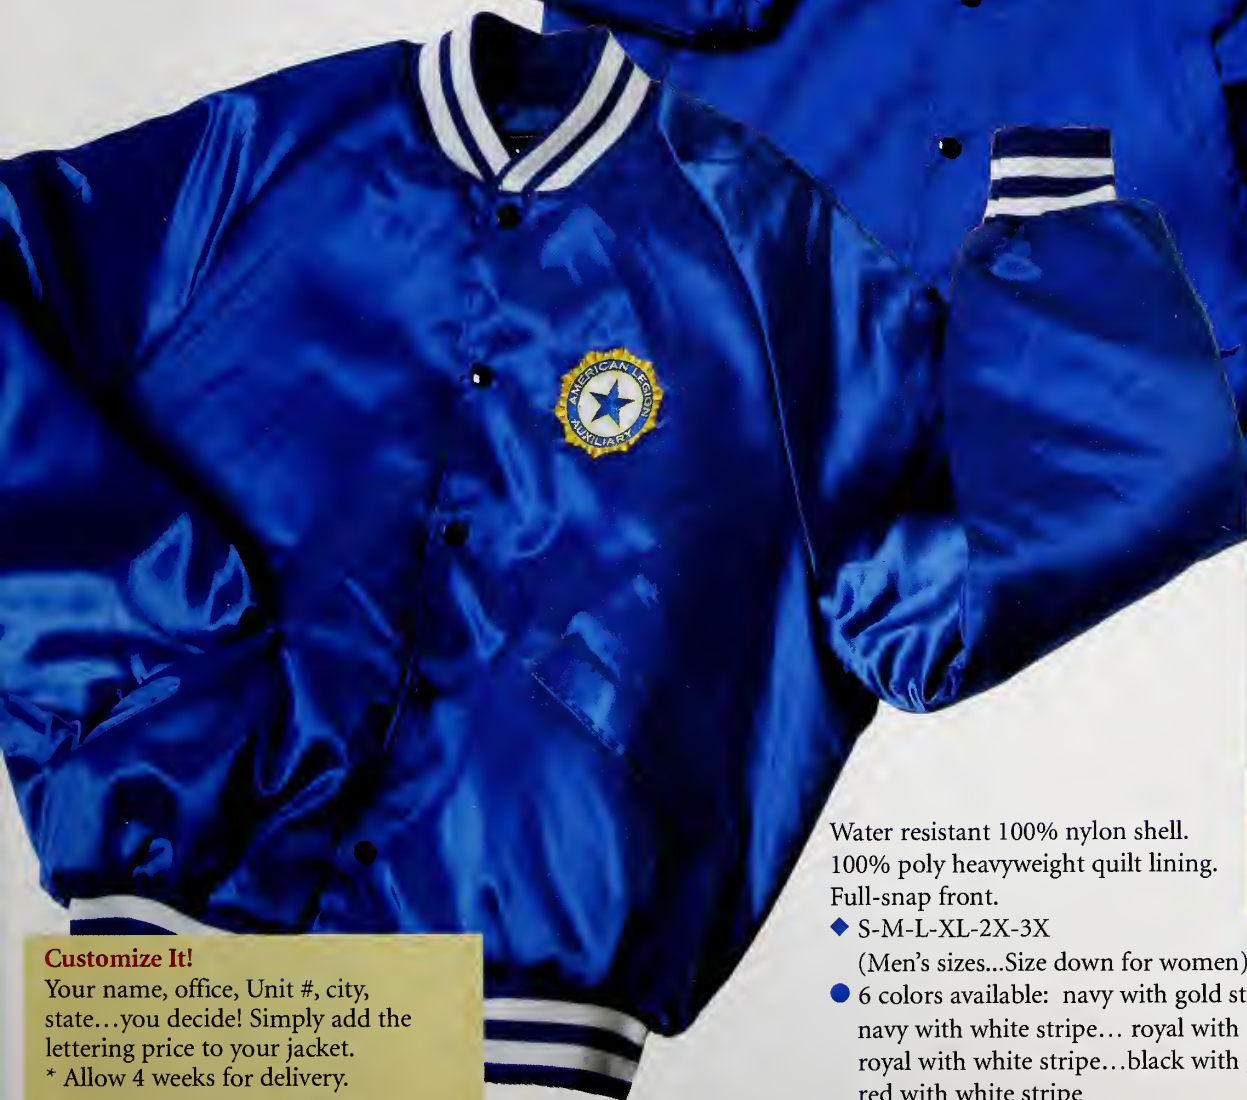 AMERICAN LEGION
AUXILIARY
Water resistant 100% nylon shell.
100% poly heavyweight quilt lining.
Full-snap front.
S-M-L-XL-2X-3X
(Men's sizes...Size down for women)
6 colors available: navy with gold st
navy with white stripe... royal with
royal with white stripe...black with
red with white stripe
Customize It!
Your name, office, Unit #, city,
state...you decide! Simply add the
lettering price to your jacket.
* Allow 4 weeks for delivery.